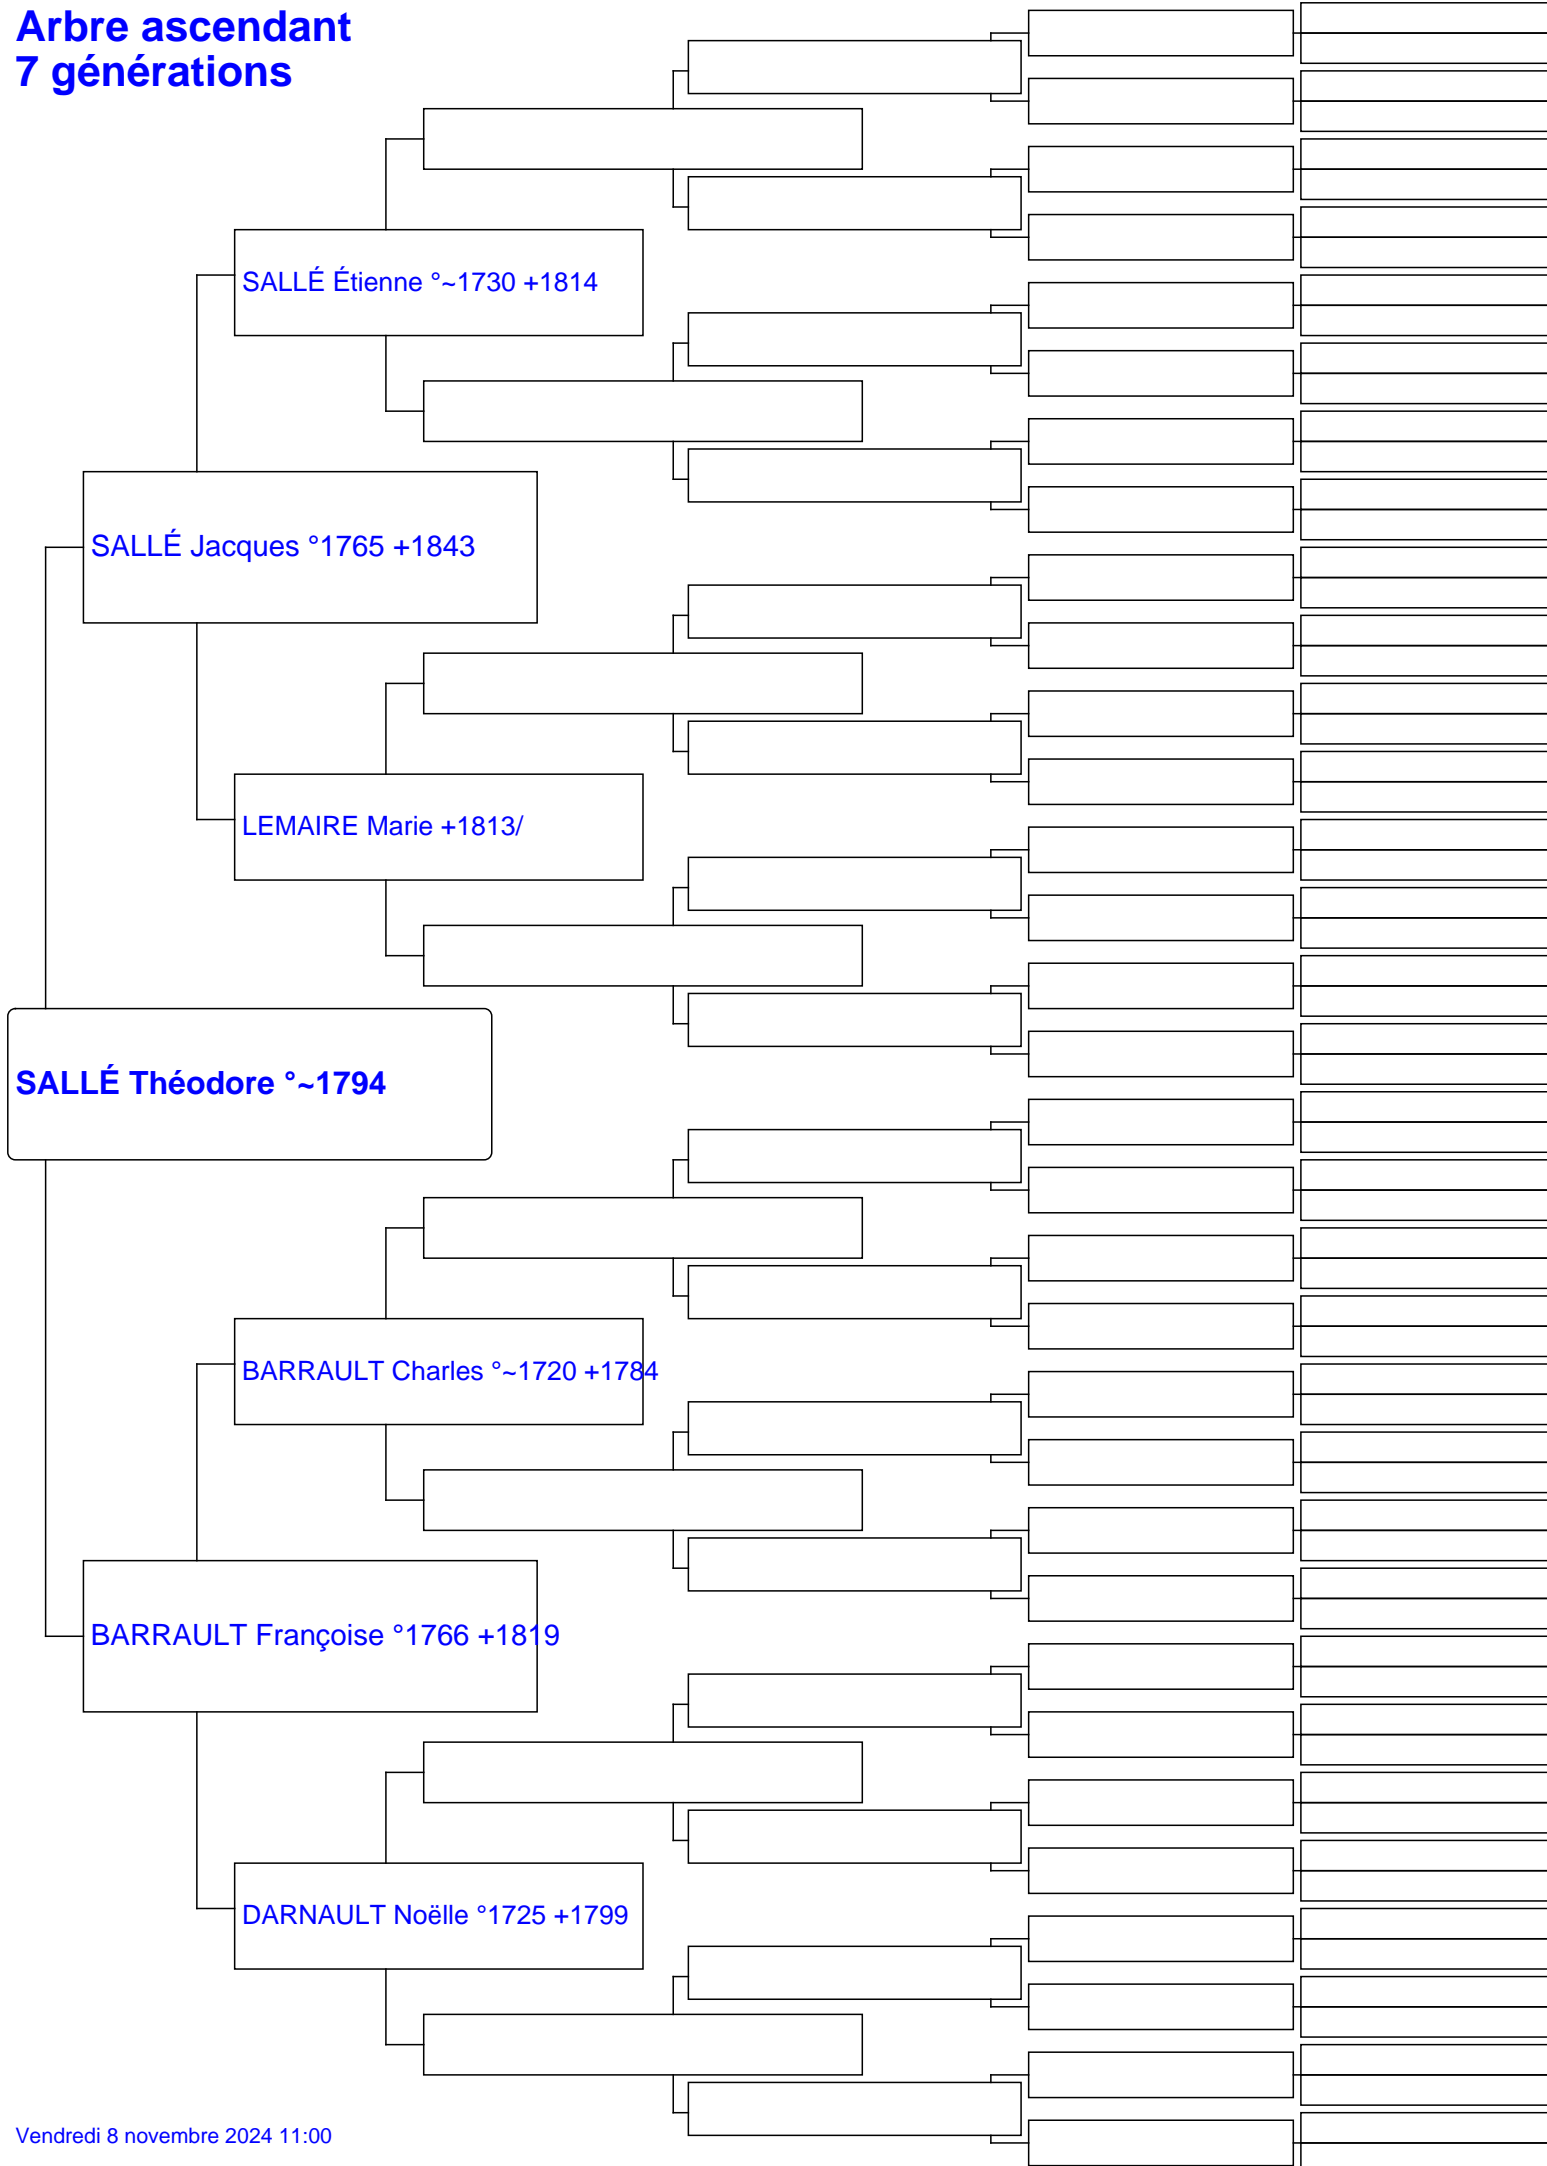 Arbre ascendant
7 générations
SALLÉ Étienne °~1730 +1814
SALLÉ Jacques °1765 +1843
LEMAIRE Marie +1813/
SALLÉ Théodore °~1794
BARRAULT Charles °~1720 +1784
BARRAULT Françoise °1766 +1819
DARNAULT Noëlle °1725 +1799
Vendredi 8 novembre 2024 11:00